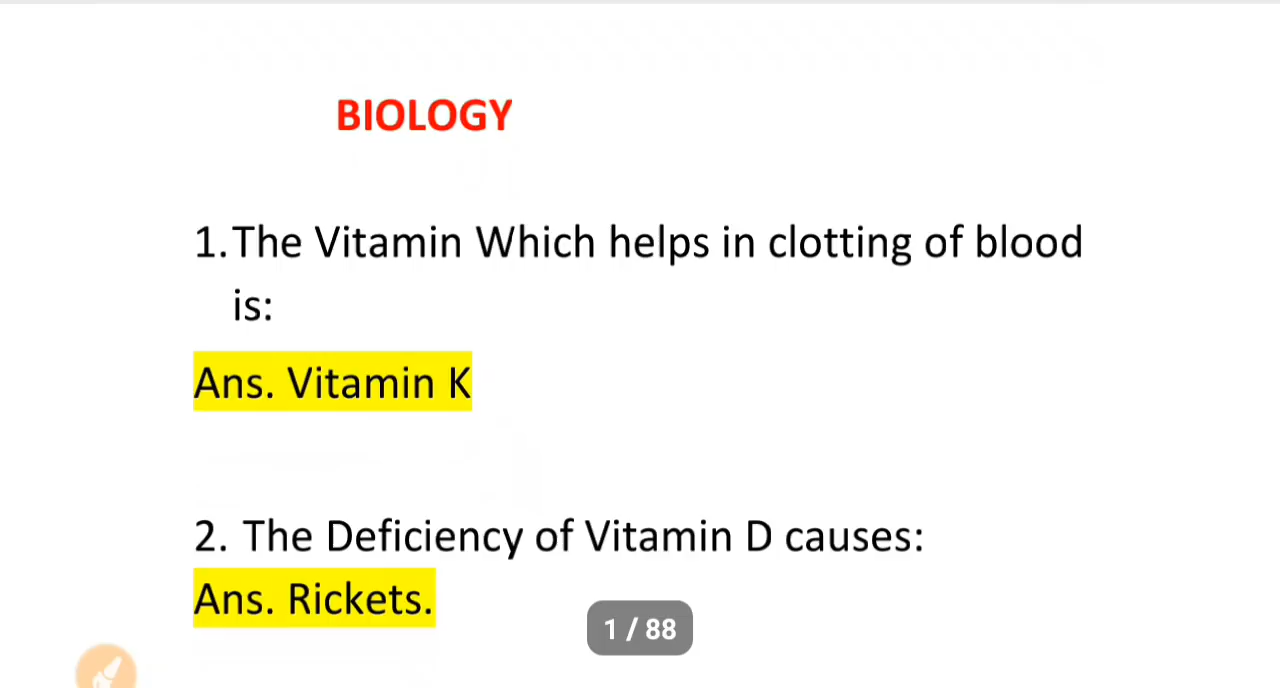 BIOLOGY
1.The Vitamin Which helps in clotting of blood
is:
Ans. Vitamin K
2. The Deficiency of Vitamin D causes:
Ans. Rickets.
1 / 88